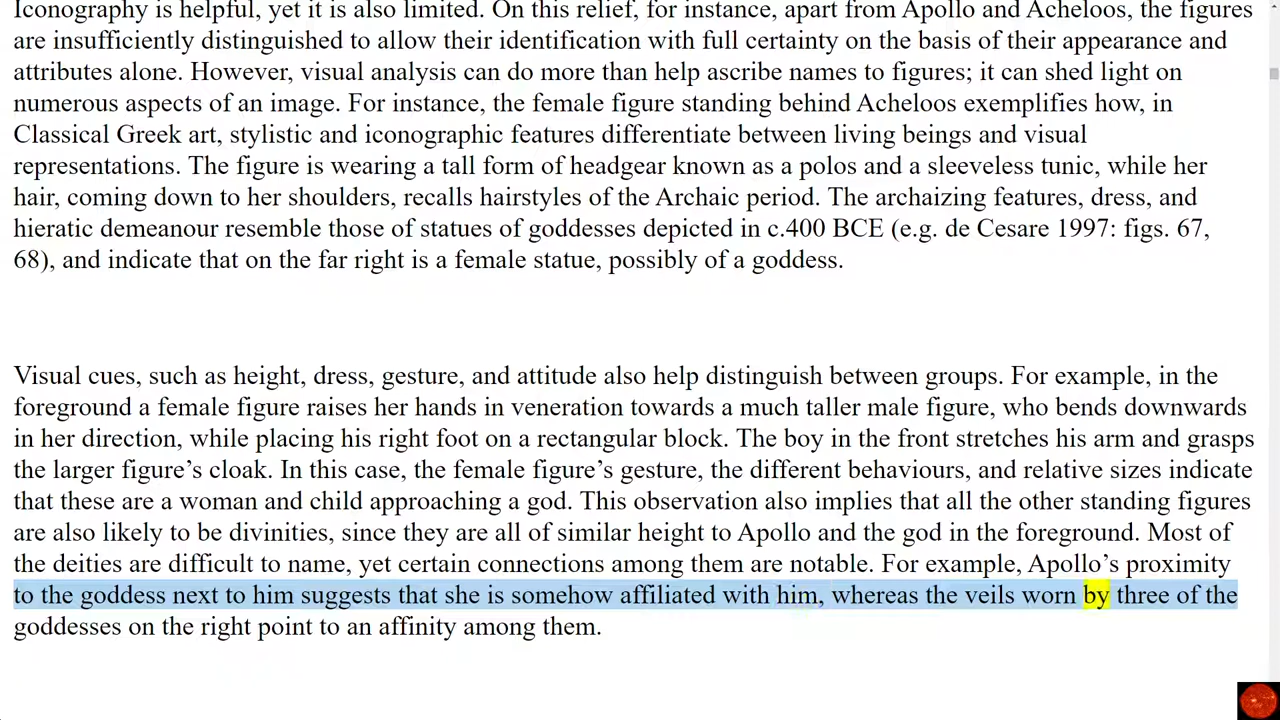 Iconography is helpful, yet it is also limited. On this relief, for instance, apart from Apollo and Acheloos, the figures
are insufficiently distinguished to allow their identification with full certainty on the basis of their appearance and
attributes alone. However, visual analysis can do more than help ascribe names to figures; it can shed light on
numerous aspects of an image. For instance, the female figure standing behind Acheloos exemplifies how, in
Classical Greek art, stylistic and iconographic features differentiate between living beings and visual
representations. The figure is wearing a tall form of headgear known as a polos and a sleeveless tunic, while her
hair, coming down to her shoulders, recalls hairstyles of the Archaic period. The archaizing features, dress, and
hieratic demeanour resemble those of statues of goddesses depicted in c.400 BCE (e.g. de Cesare 1997: figs. 67,
68), and indicate that on the far right is a female statue, possibly of a goddess.
Visual cues, such as height, dress, gesture, and attitude also help distinguish between groups. For example, in the
foreground a female figure raises her hands in veneration towards a much taller male figure, who bends downwards
in her direction, while placing his right foot on a rectangular block. The boy in the front stretches his arm and grasps
the larger figure’s cloak. In this case, the female figure’s gesture, the different behaviours, and relative sizes indicate
that these are a woman and child approaching a god. This observation also implies that all the other standing figures
are also likely to be divinities, since they are all of similar height to Apollo and the god in the foreground. Most of
the deities are difficult to name, yet certain connections among them are notable. For example, Apollo’s proximity
to the goddess next to him suggests that she is somehow affiliated with him, whereas the veils worn by three of the
goddesses on the right point to an affinity among them.